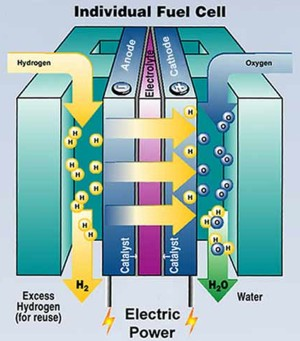 Individual Fuel Cell
Hydrogen
Anode
Electrolyte
Cathode
Oxygen
H
H
H
H
H
H
H
H
H
H
O
O
O
O
O
H
H
H
Catalyst
Catalyst
H₂
H₂O
Excess
Hydrogen
(for reuse)
Water
Electric
Power